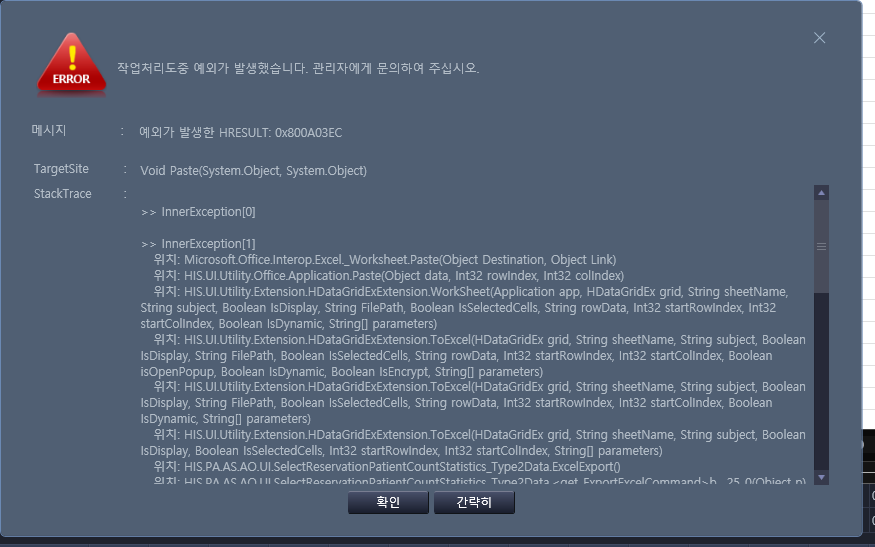 ERROR
작업처리도중 예외가 발생했습니다. 관리자에게 문의하여 주십시오.
메시지 : 예외가 발생한 HRESULT: 0x800A03EC
TargetSite : Void Paste(System.Object, System.Object)
StackTrace :
>> InnerException[0]
>> InnerException[1]
위치: Microsoft.Office.Interop.Excel._Worksheet.Paste(Object Destination, Object Link)
위치: HIS.UI.Utility.Office.Application.Paste(Object data, Int32 rowIndex, Int32 colIndex)
위치: HIS.UI.Utility.Extension.HDataGridExExtension.WorkSheet(Application app, HDataGridEx grid, String sheetName,
String subject, Boolean IsDisplay, String FilePath, Boolean IsSelectedCells, String rowData, Int32 startRowIndex, Int32
startColIndex, Boolean IsDynamic, String[] parameters)
위치: HIS.UI.Utility.Extension.HDataGridExExtension.ToExcel(HDataGridEx grid, String sheetName, String subject, Boolean
IsDisplay, String FilePath, Boolean IsSelectedCells, String rowData, Int32 startRowIndex, Int32 startColIndex, Boolean
isOpenPopup, Boolean IsDynamic, Boolean IsEncrypt, String[] parameters)
위치: HIS.UI.Utility.Extension.HDataGridExExtension.ToExcel(HDataGridEx grid, String sheetName, String subject, Boolean
IsDisplay, String FilePath, Boolean IsSelectedCells, String rowData, Int32 startRowIndex, Int32 startColIndex, Boolean
IsDynamic, String[] parameters)
위치: HIS.UI.Utility.Extension.HDataGridExExtension.ToExcel(HDataGridEx grid, String sheetName, String subject, Boolean
IsDisplay, Boolean IsSelectedCells, Int32 startRowIndex, Int32 startColIndex, String[] parameters)
위치: HIS.PA.AS.AO.UI.SelectReservationPatientCountStatistics_Type2Data.ExcelExport()
위치: HIS.PA.AS.AO.UI.SelectReservationPatientCountStatistics_Type2Data.<get_ExportExcelCommand>b__25_0(Object p)
확인 간략히